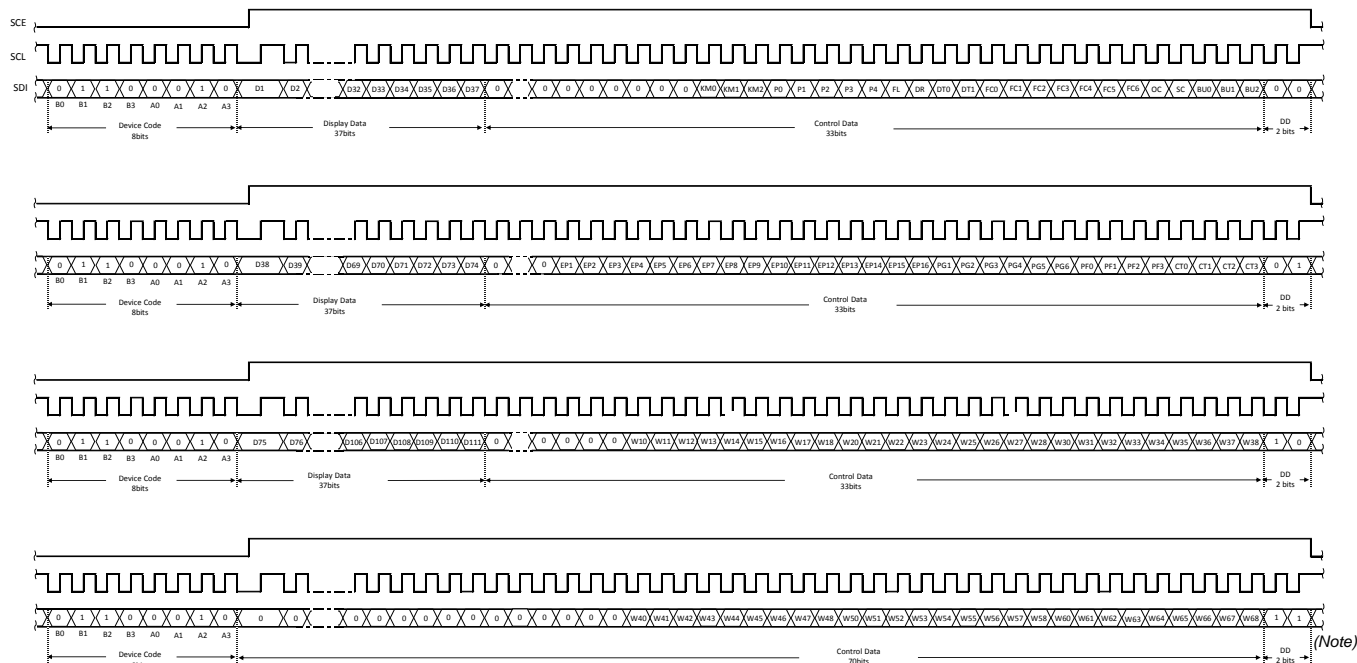 SCE
SCL
SDI 0 1 1 0 0 0 1 0 D1 D2 D32 D33 D34 D35 D36 D37 0 0 0 0 0 0 0 0 KM0 KM1 KM2 P0 P1 P2 P3 P4 FL DR DT0 DT1 FC0 FC1 FC2 FC3 FC4 FC5 FC6 OC SC BU0 BU1 BU2 0 0
B0 B1 B2 B3 A0 A1 A2 A3
Device Code Display Data Control Data DD
8bits 37bits 33bits 2 bits
0 1 1 0 0 0 1 0 D38 D39 D69 D70 D71 D72 D73 D74 0 0 EP1 EP2 EP3 EP4 EP5 EP6 EP7 EP8 EP9 EP10 EP11 EP12 EP13 EP14 EP15 EP16 PG1 PG2 PG3 PG4 PG5 PG6 PF0 PF1 PF2 PF3 CT0 CT1 CT2 CT3 0 1
B0 B1 B2 B3 A0 A1 A2 A3
Device Code Display Data Control Data DD
8bits 37bits 33bits 2 bits
0 1 1 0 0 0 1 0 D75 D76 D106 D107 D108 D109 D110 D111 0 0 0 0 0 W10 W11 W12 W13 W14 W15 W16 W17 W18 W20 W21 W22 W23 W24 W25 W26 W27 W28 W30 W31 W32 W33 W34 W35 W36 W37 W38 1 0
B0 B1 B2 B3 A0 A1 A2 A3
Device Code Display Data Control Data DD
8bits 37bits 33bits 2 bits
0 1 1 0 0 0 1 0 0 0 0 0 0 0 0 0 0 0 0 0 0 W40 W41 W42 W43 W44 W45 W46 W47 W48 W50 W51 W52 W53 W54 W55 W56 W57 W58 W60 W61 W62 W63 W64 W65 W66 W67 W68 1 1
B0 B1 B2 B3 A0 A1 A2 A3 (Note)
Device Code Control Data DD
70bits 2 bits